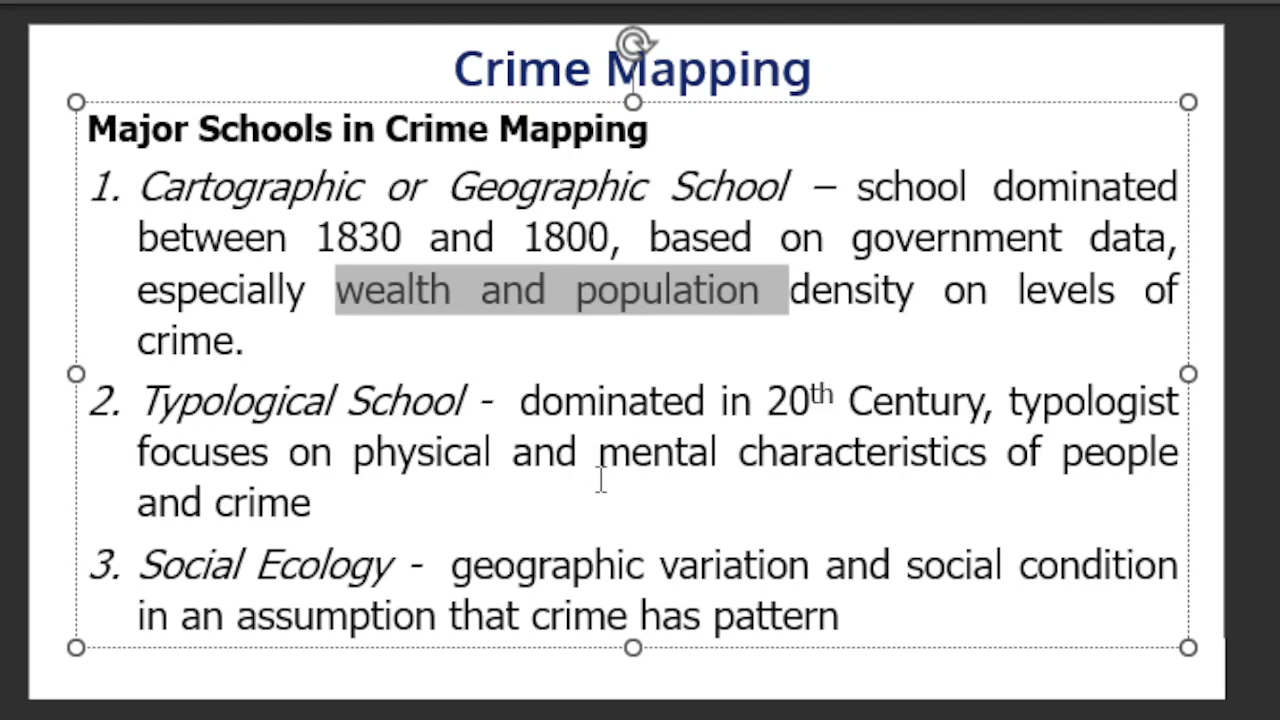 Crime Mapping
Major Schools in Crime Mapping
1. Cartographic or Geographic School – school dominated
between 1830 and 1800, based on government data,
especially wealth and population density on levels of
crime.
2. Typological School - dominated in 20th Century, typologist
focuses on physical and mental characteristics of people
and crime
3. Social Ecology - geographic variation and social condition
in an assumption that crime has pattern